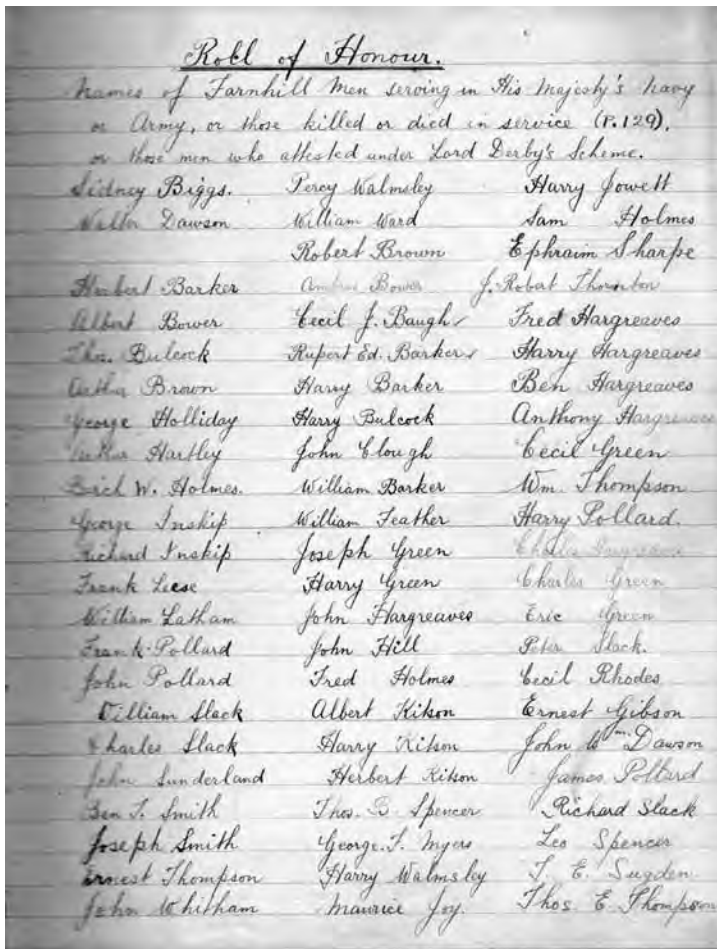 Roll of Honour.
Names of Farnhill Men serving in His Majesty's Navy
or Army, or those killed or died in service (P.129),
or those men who attested under Lord Derby's Scheme.
Sidney Biggs. Percy Walmsley Harry Jowett
Walter Dawson William Ward Sam Holmes
Robert Brown Ephraim Sharpe
Herbert Barker Ambrose Bower J. Robert Thornton
Albert Bower Cecil J. Baugh Fred Hargreaves
Thos. Bulcock Rupert Ed. Barker Harry Hargreaves
Arthur Brown Harry Barker Ben Hargreaves
George Holliday Harry Bulcock Anthony Hargreaves
Arthur Hartley John Clough Cecil Green
W. Holmes. William Barker Wm. Thompson
George Inskip William Feather Harry Pollard.
Richard Inskip Joseph Green Charles Hargreaves
Frank Leese Harry Green Charles Green
William Latham John Hargreaves Eric Green
Frank Pollard John Hill Peter Slack.
John Pollard Fred Holmes Cecil Rhodes
William Slack Albert Kitson Ernest Gibson
Charles Slack Harry Kitson John Wm Dawson
John Sunderland Herbert Kitson James Pollard
Ben T. Smith Thos. B. Spencer Richard Slack
Joseph Smith George. T. Myers Leo Spencer
Ernest Thompson Harry Walmsley T. E. Sugden
John Whitham Maurice Joy. Thos. E. Thompson